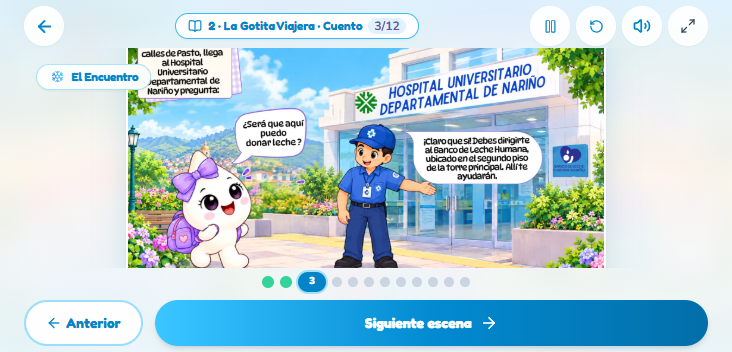 2 · La Gotita Viajera · Cuento 3/12
El Encuentro
calles de Pasto, llega
al Hospital
Universitario
Departamental de
Nariño y pregunta:
HOSPITAL UNIVERSITARIO
DEPARTAMENTAL DE NARIÑO
¿Será que aquí
puedo
donar leche?
¡Claro que sí! Debes dirigirte
al Banco de Leche Humana,
ubicado en el segundo piso
de la torre principal. Allí te
ayudarán.
3
Anterior
Siguiente escena